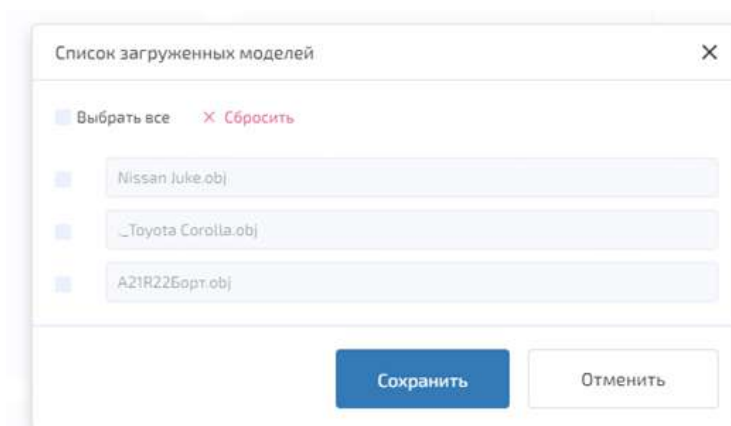 Список загруженных моделей
Выбрать все × Сбросить
Nissan Juke.obj
._Toyota Corolla.obj
A21R22Борт.obj
Сохранить Отменить